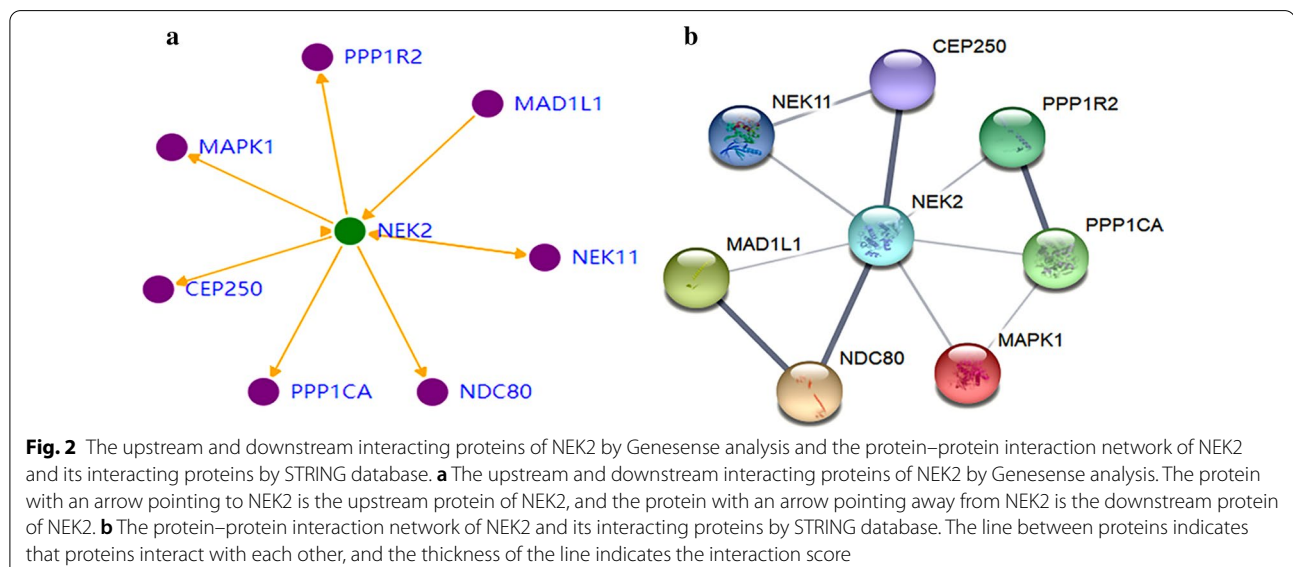 a
PPP1R2
MAD1L1
MAPK1
NEK2
NEK11
CEP250
PPP1CA
NDC80
b
CEP250
NEK11
PPP1R2
NEK2
PPP1CA
MAD1L1
MAPK1
NDC80
Fig. 2 The upstream and downstream interacting proteins of NEK2 by Genesense analysis and the protein–protein interaction network of NEK2
and its interacting proteins by STRING database. a The upstream and downstream interacting proteins of NEK2 by Genesense analysis. The protein
with an arrow pointing to NEK2 is the upstream protein of NEK2, and the protein with an arrow pointing away from NEK2 is the downstream protein
of NEK2. b The protein–protein interaction network of NEK2 and its interacting proteins by STRING database. The line between proteins indicates
that proteins interact with each other, and the thickness of the line indicates the interaction score